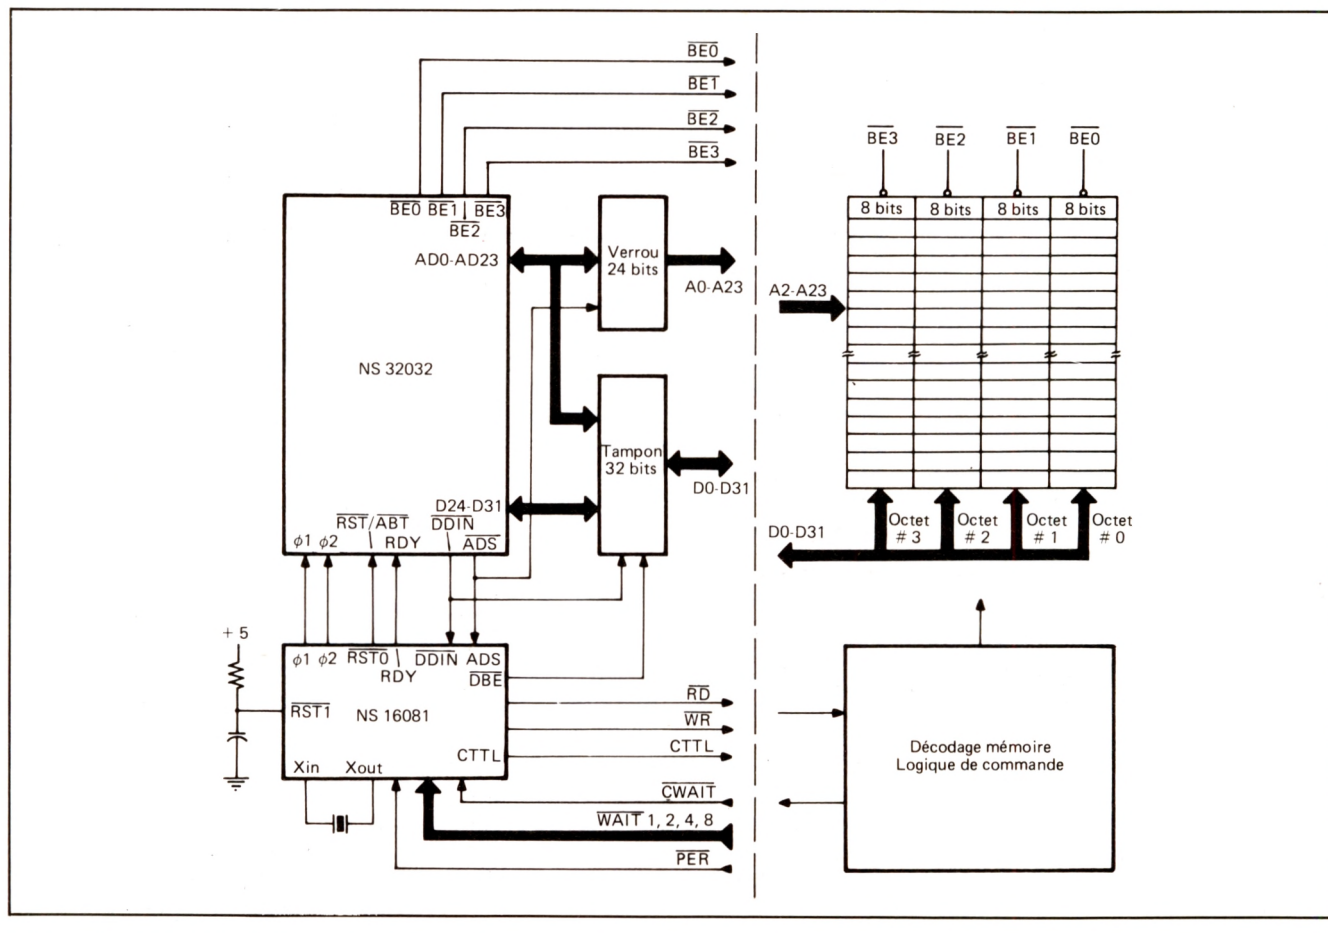 BE0
BE1
BE2
BE3
BE0 BE1 BE3
BE2
AD0-AD23
NS 32032
D24-D31
RST/ABT DDIN
ϕ1 ϕ2 RDY ADS
Verrou
24 bits
A0-A23
Tampon
32 bits
D0-D31
+ 5
ϕ1 ϕ2 RST0 DDIN ADS
RDY DBE
RST1 NS 16081
CTTL
Xin Xout
RD
WR
CTTL
CWAIT
WAIT 1, 2, 4, 8
PER
BE3 BE2 BE1 BE0
8 bits 8 bits 8 bits 8 bits
A2-A23
D0-D31
Octet
# 3
Octet
# 2
Octet
# 1
Octet
# 0
Décodage mémoire
Logique de commande